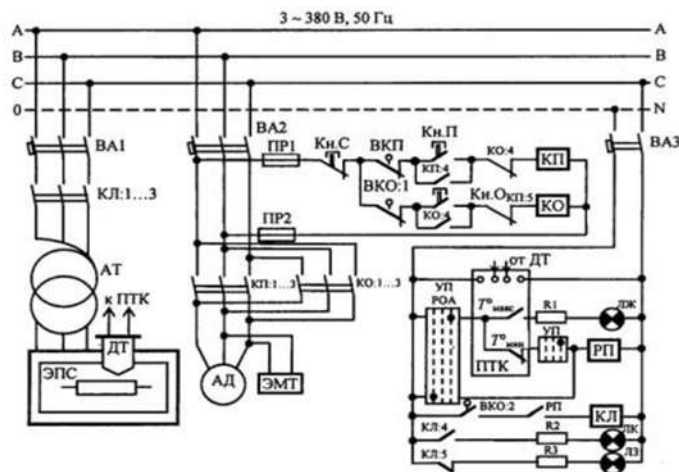 3 ~ 380 В, 50 Гц
А А
В В
С С
0 N
ВА1 ВА2 ВА3
ПР1 Кн.С ВКП Кн.П КО:4 КП
КП:4
КЛ:1...3 ВКО:1 Кн.О КП:5 КО
КО:4
ПР2
АТ
от ДТ
к ПТК КП:1...3 КО:1...3
УП
РОА Т°макс R1 ЛЖ
ДТ
ЭПС Т°мин УП РП
АД ЭМТ ПТК
ВКО:2 РП КЛ
КЛ:4 R2 ЛК
КЛ:5 R3 ЛЗ